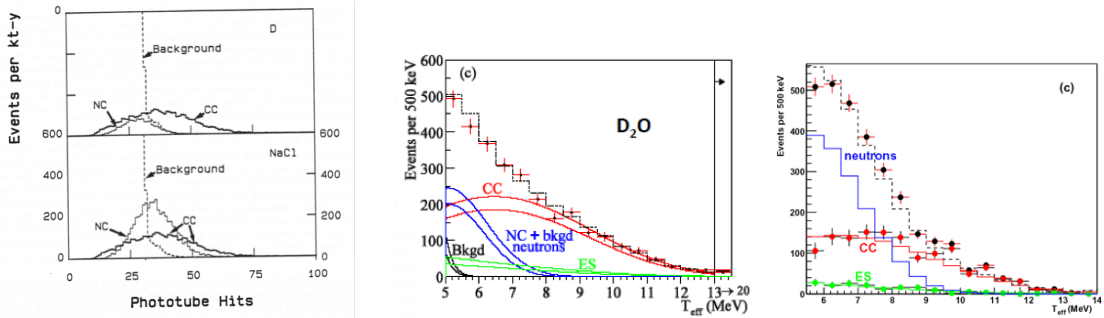 0
D
Background
NC
CC
600
600
NaCl
Background
400
400
NC
CC
200
200
0
0
0
25
50
75
100
Phototube Hits
Events per kt-y
600
(c)
500
D₂O
400
300
CC
200
NC + bkgd
neutrons
100
Bkgd
ES
0
5
6
7
8
9
10
11
12
13
→ 20
T_eff (MeV)
Events per 500 keV
(c)
500
400
neutrons
300
200
CC
100
ES
0
6
7
8
9
10
11
12
13
14
T_eff (MeV)
Events per 500 keV